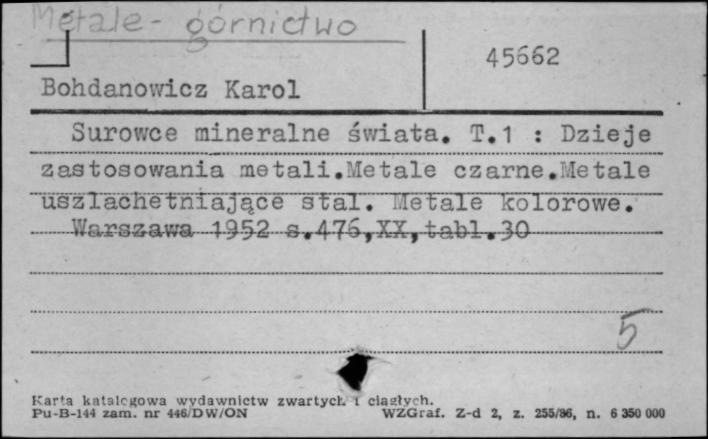 Metale - górnictwo
45662
Bohdanowicz Karol
Surowce mineralne świata. T.1 : Dzieje
zastosowania metali.Metale czarne.Metale
uszlachetniające stal. Metale kolorowe.
Warszawa 1952 s.476,XX,tabl.30
5
Karta katalogowa wydawnictw zwartych i ciągłych.
Pu-B-144 zam. nr 446/DW/ON WZGraf. Z-d 2, z. 255/86, n. 6 350 000